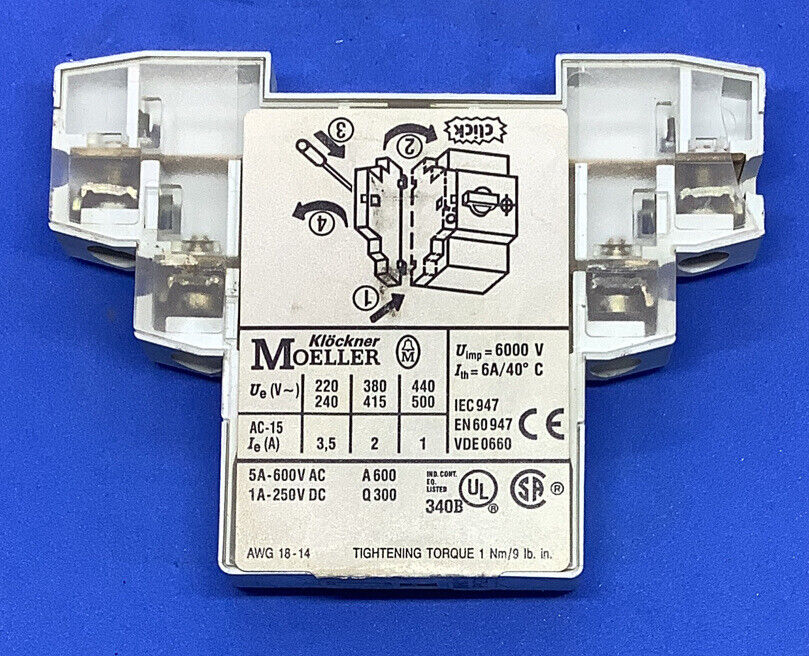 click
3
2
4
1
Klöckner
MOELLER
M
Ue (V~) 220 380 440
240 415 500
AC-15
Ie (A) 3,5 2 1
Uimp = 6000 V
Ith = 6A/40° C
IEC 947
EN 60 947
VDE 0660
CE
5A-600V AC A 600
1A-250V DC Q 300
IND. CONT.
EQ.
LISTED
340B
UL ®
SA ®
AWG 18-14 TIGHTENING TORQUE 1 Nm/9 lb. in.